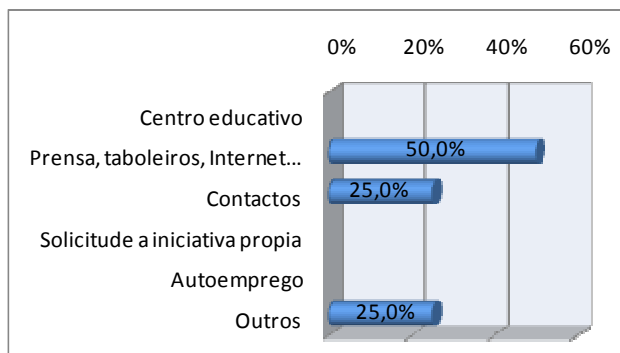 0% 20% 40% 60%
Centro educativo
Prensa, taboleiros, Internet... 50,0%
Contactos 25,0%
Solicitude a iniciativa propia
Autoemprego
Outros 25,0%